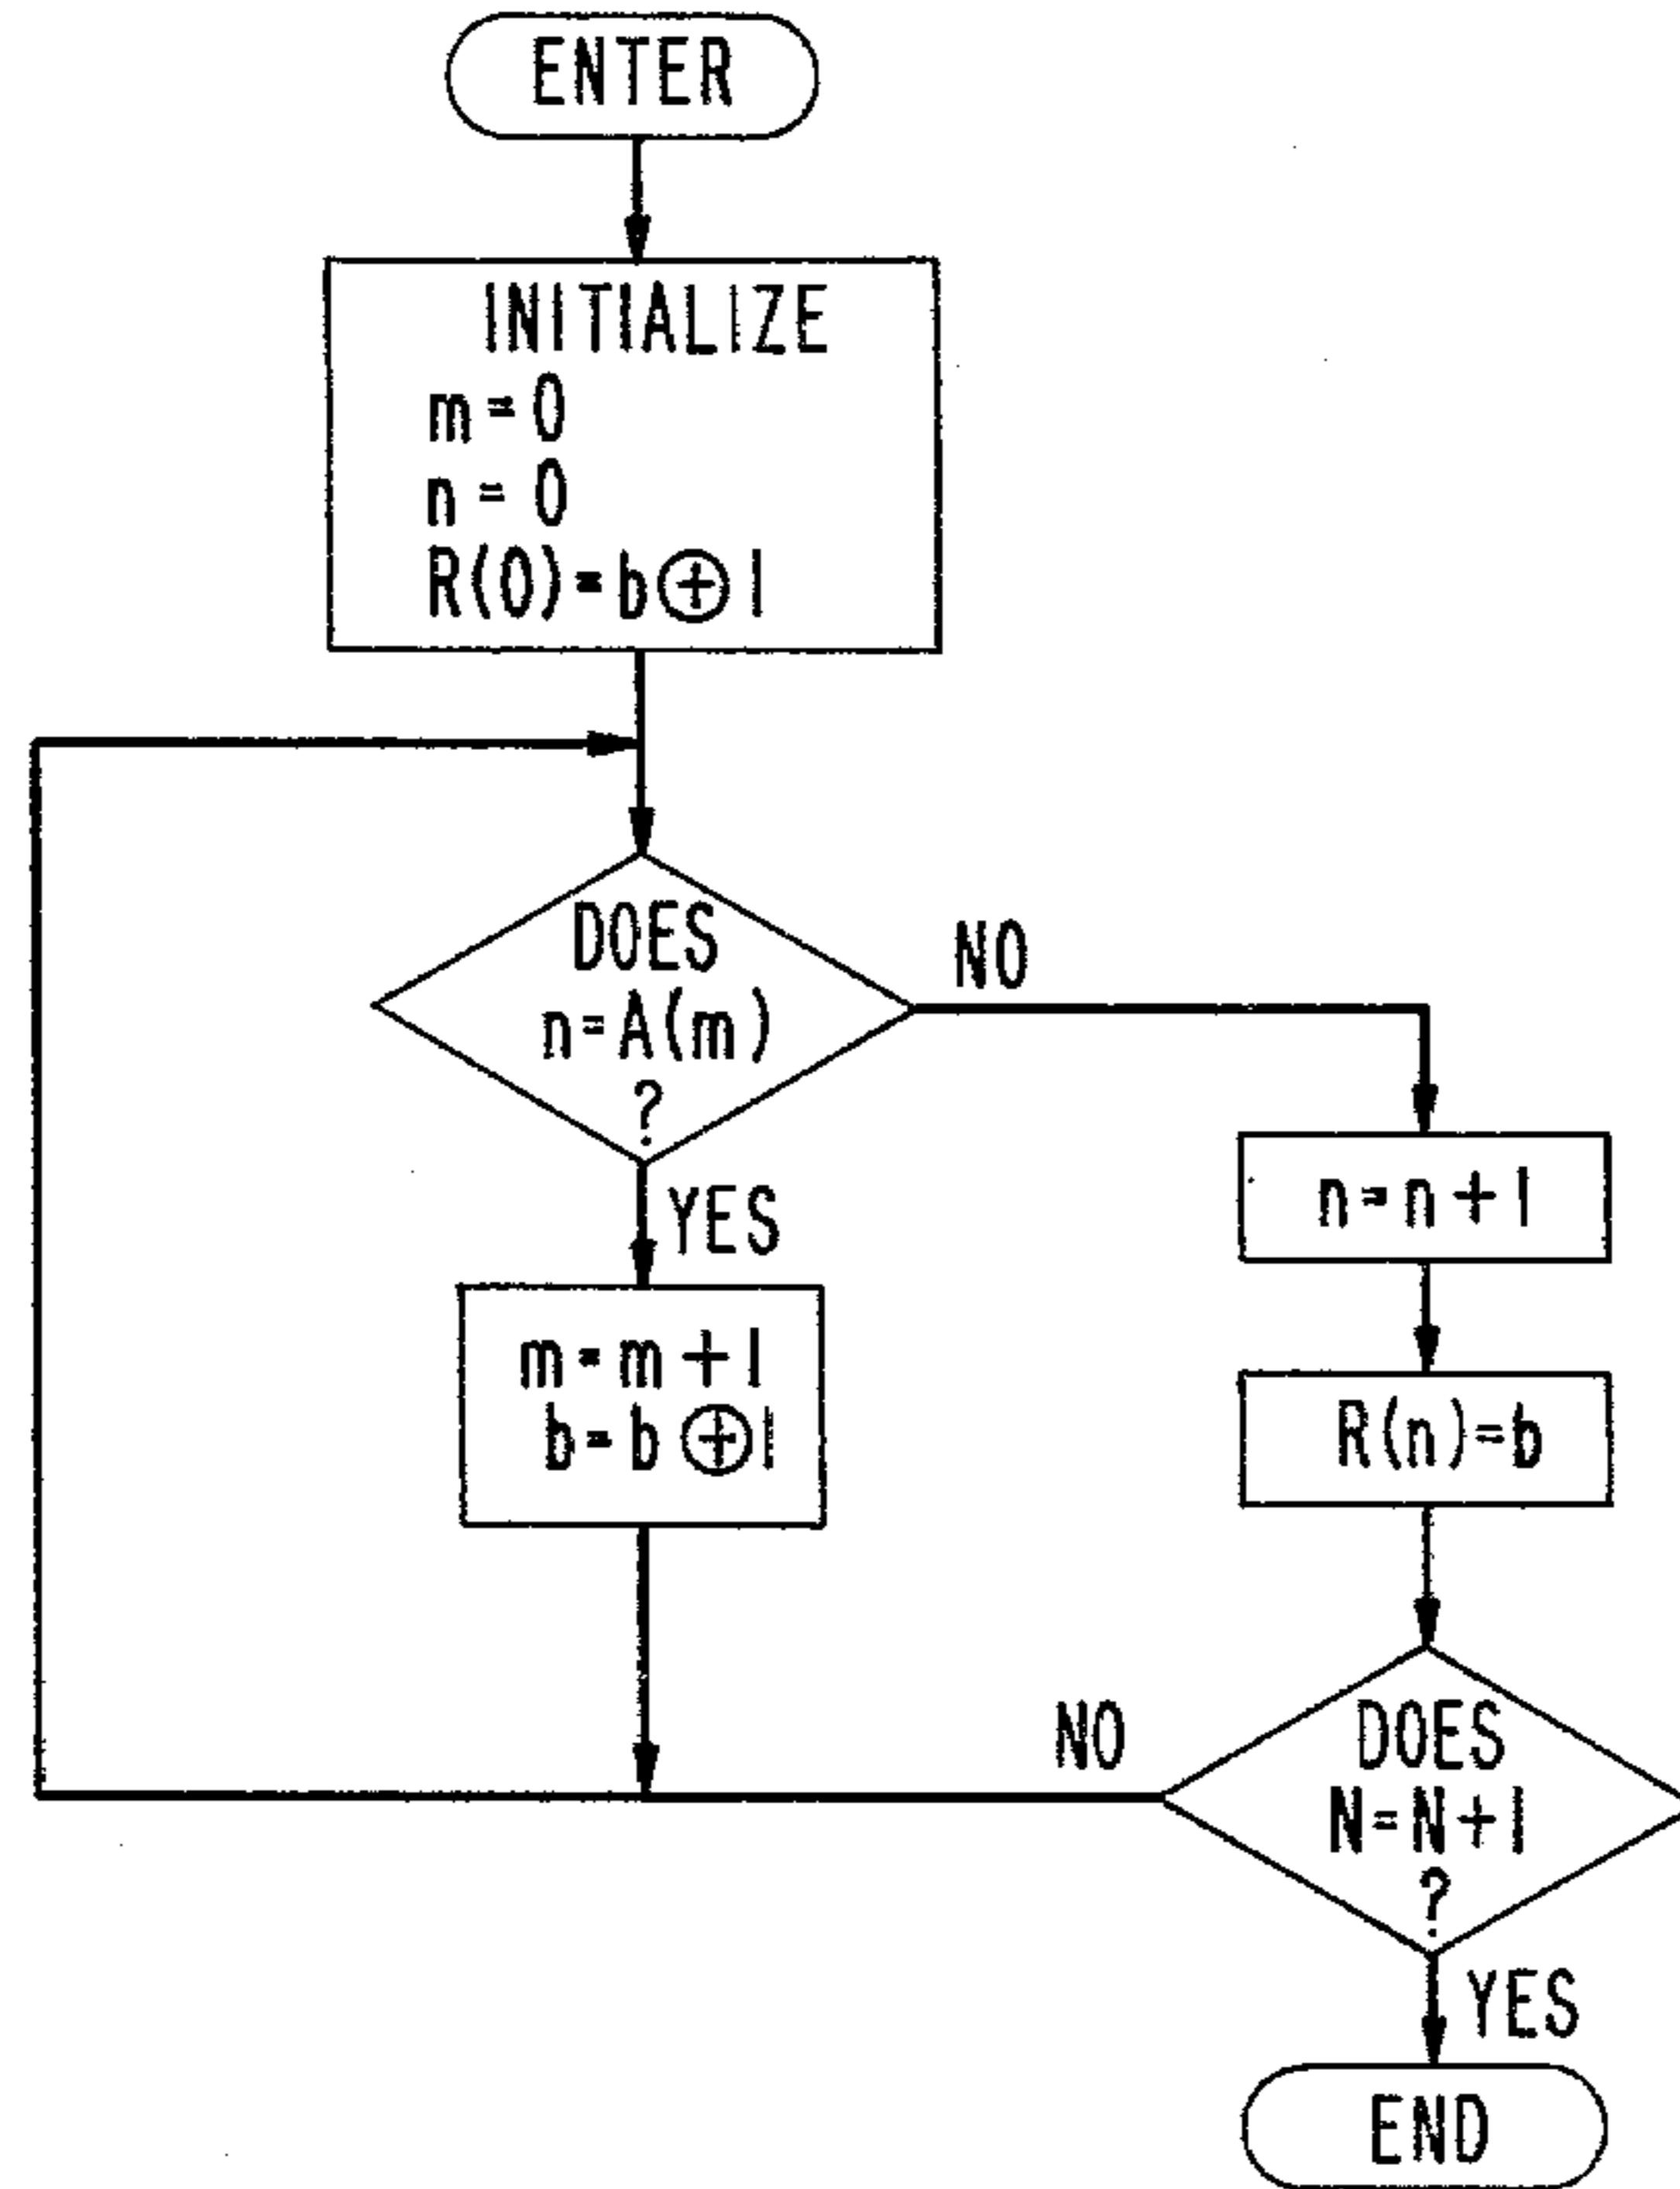 ENTER
INITIALIZE
m=0
n=0
R(0)=b⊕1
DOES
n=A(m)
?
NO
YES
n=n+1
m=m+1
b=b⊕1
R(n)=b
NO
DOES
N=N+1
?
YES
END